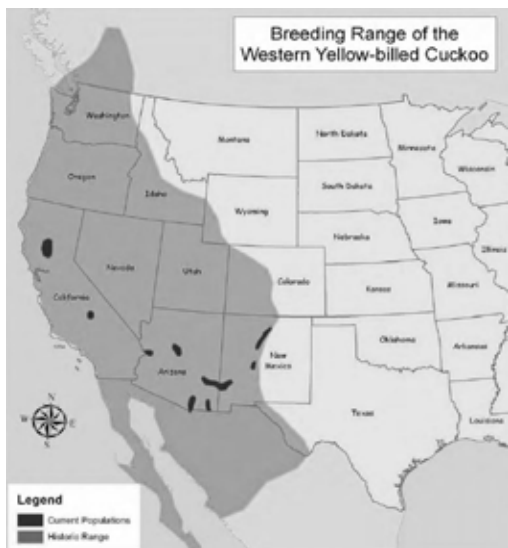 Breeding Range of the
Western Yellow-billed Cuckoo
Washington
Montana
North Dakota
Minnesota
Oregon
Idaho
South Dakota
Wisconsin
Wyoming
Iowa
Nebraska
Illinois
Nevada
Utah
Colorado
Kansas
Missouri
California
Arizona
New
Mexico
Oklahoma
Arkansas
Texas
Louisiana
N
W
E
S
Legend
Current Populations
Historic Range